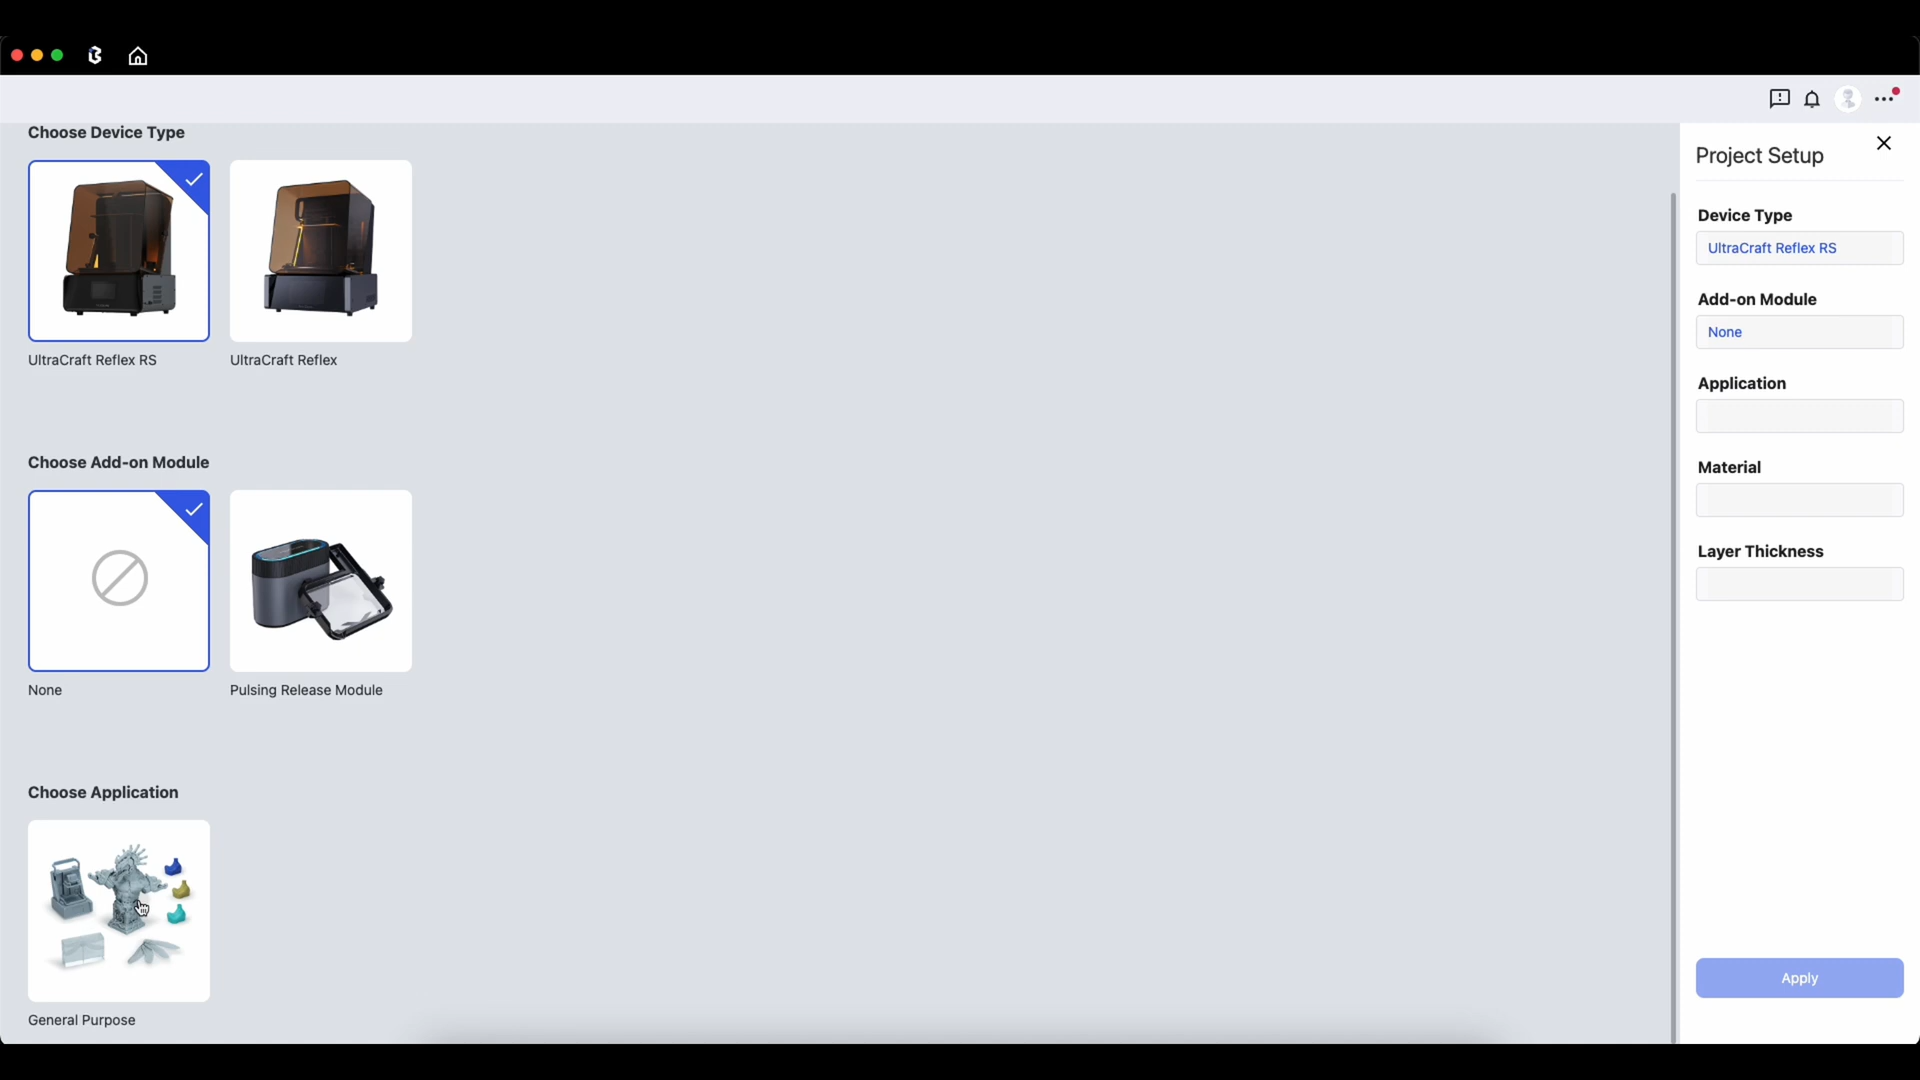 Choose Device Type
UltraCraft Reflex RS
UltraCraft Reflex
Choose Add-on Module
None
Pulsing Release Module
Choose Application
General Purpose
Project Setup
Device Type
UltraCraft Reflex RS
Add-on Module
None
Application
Material
Layer Thickness
Apply